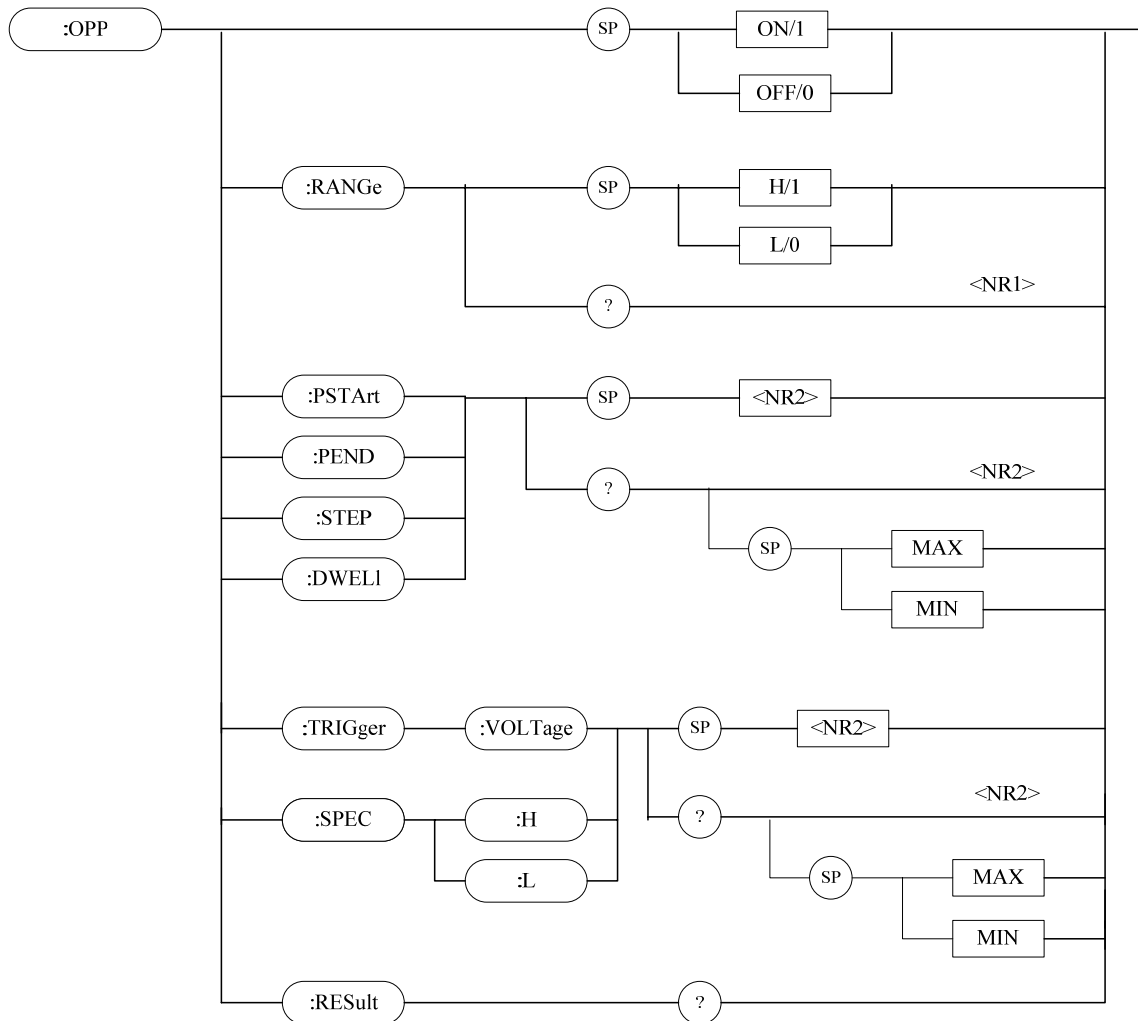 :OPP SP ON/1
OFF/0
:RANGe SP H/1
L/0
? <NR1>
:PSTArt SP <NR2>
:PEND ? <NR2>
:STEP SP MAX
:DWELl MIN
:TRIGger :VOLTage SP <NR2>
:SPEC :H ? <NR2>
:L SP MAX
MIN
:RESult ?